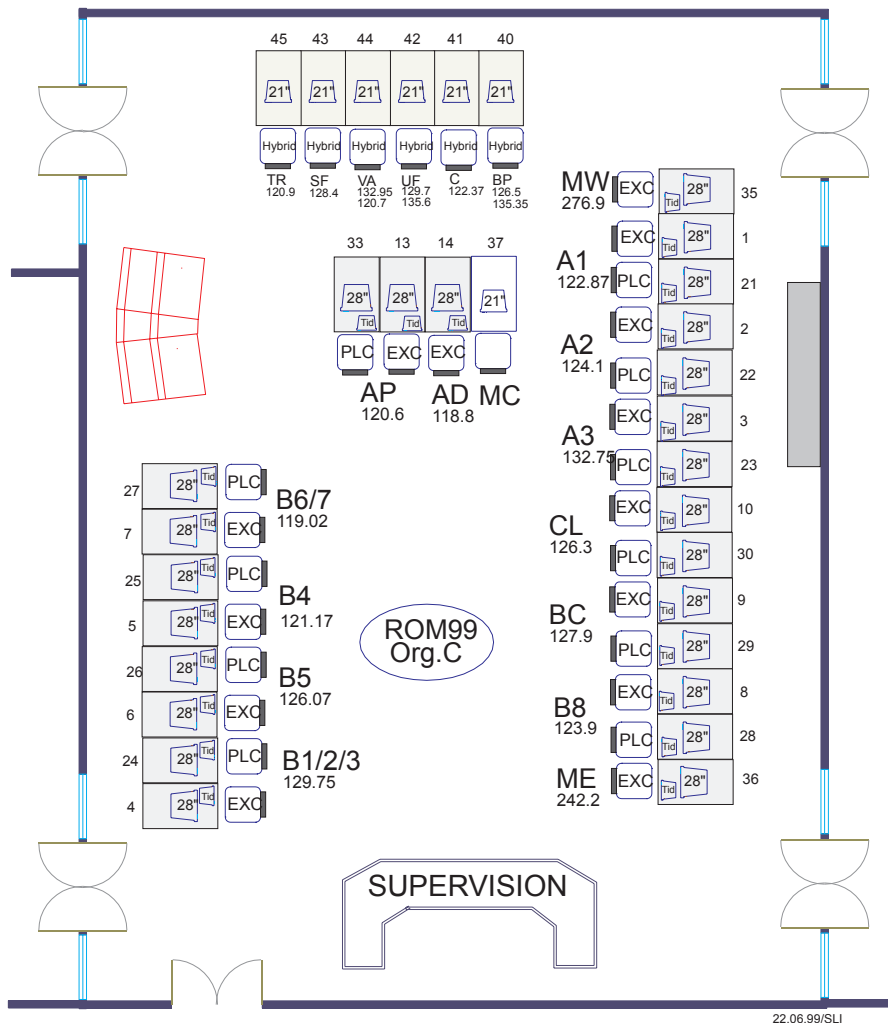 45 43 44 42 41 40
21" 21" 21" 21" 21" 21"
Hybrid Hybrid Hybrid Hybrid Hybrid Hybrid
TR SF VA UF C BP
120.9 128.4 132.95 129.7 122.37 126.5
120.7 135.6 135.35
33 13 14 37
28" 28" 28" 21"
Tid Tid Tid
PLC EXC EXC
AP AD MC
120.6 118.8
MW EXC Tid 28" 35
276.9
EXC Tid 28" 1
A1
122.87 PLC Tid 28" 21
EXC Tid 28" 2
A2
124.1 PLC Tid 28" 22
EXC Tid 28" 3
A3
132.75 PLC Tid 28" 23
EXC Tid 28" 10
CL
126.3 PLC Tid 28" 30
EXC Tid 28" 9
BC
127.9 PLC Tid 28" 29
EXC Tid 28" 8
B8
123.9 PLC Tid 28" 28
ME EXC Tid 28" 36
242.2
27 28" Tid PLC
B6/7
119.02
7 28" Tid EXC
25 28" Tid PLC
B4
121.17
5 28" Tid EXC
26 28" Tid PLC
B5
126.07
6 28" Tid EXC
24 28" Tid PLC
B1/2/3
129.75
4 28" Tid EXC
ROM99
Org.C
SUPERVISION
22.06.99/SLI